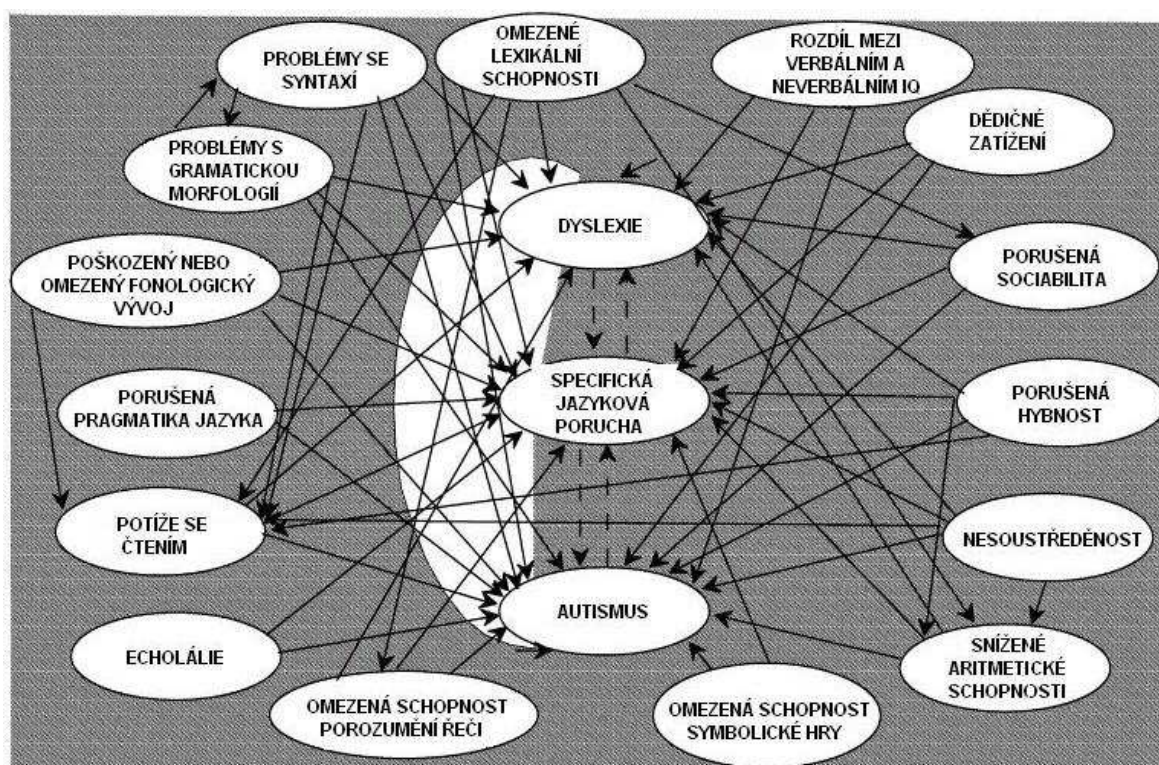 PROBLÉMY SE
SYNTAXÍ
OMEZENÉ
LEXIKÁLNÍ
SCHOPNOSTI
ROZDÍL MEZI
VERBÁLNÍM A
NEVERBÁLNÍM IQ
DĚDIČNÉ
ZATÍŽENÍ
PROBLÉMY S
GRAMATICKOU
MORFOLOGIÍ
DYSLEXIE
POŠKOZENÝ NEBO
OMEZENÝ FONOLOGICKÝ
VÝVOJ
PORUŠENÁ
SOCIABILITA
SPECIFICKÁ
JAZYKOVÁ
PORUCHA
PORUŠENÁ
PRAGMATIKA JAZYKA
PORUŠENÁ
HYBNOST
POTÍŽE SE
ČTENÍM
NESOUSTŘEDĚNOST
AUTISMUS
ECHOLÁLIE
SNÍŽENÉ
ARITMETICKÉ
SCHOPNOSTI
OMEZENÁ SCHOPNOST
POROZUMĚNÍ ŘEČI
OMEZENÁ SCHOPNOST
SYMBOLICKÉ HRY